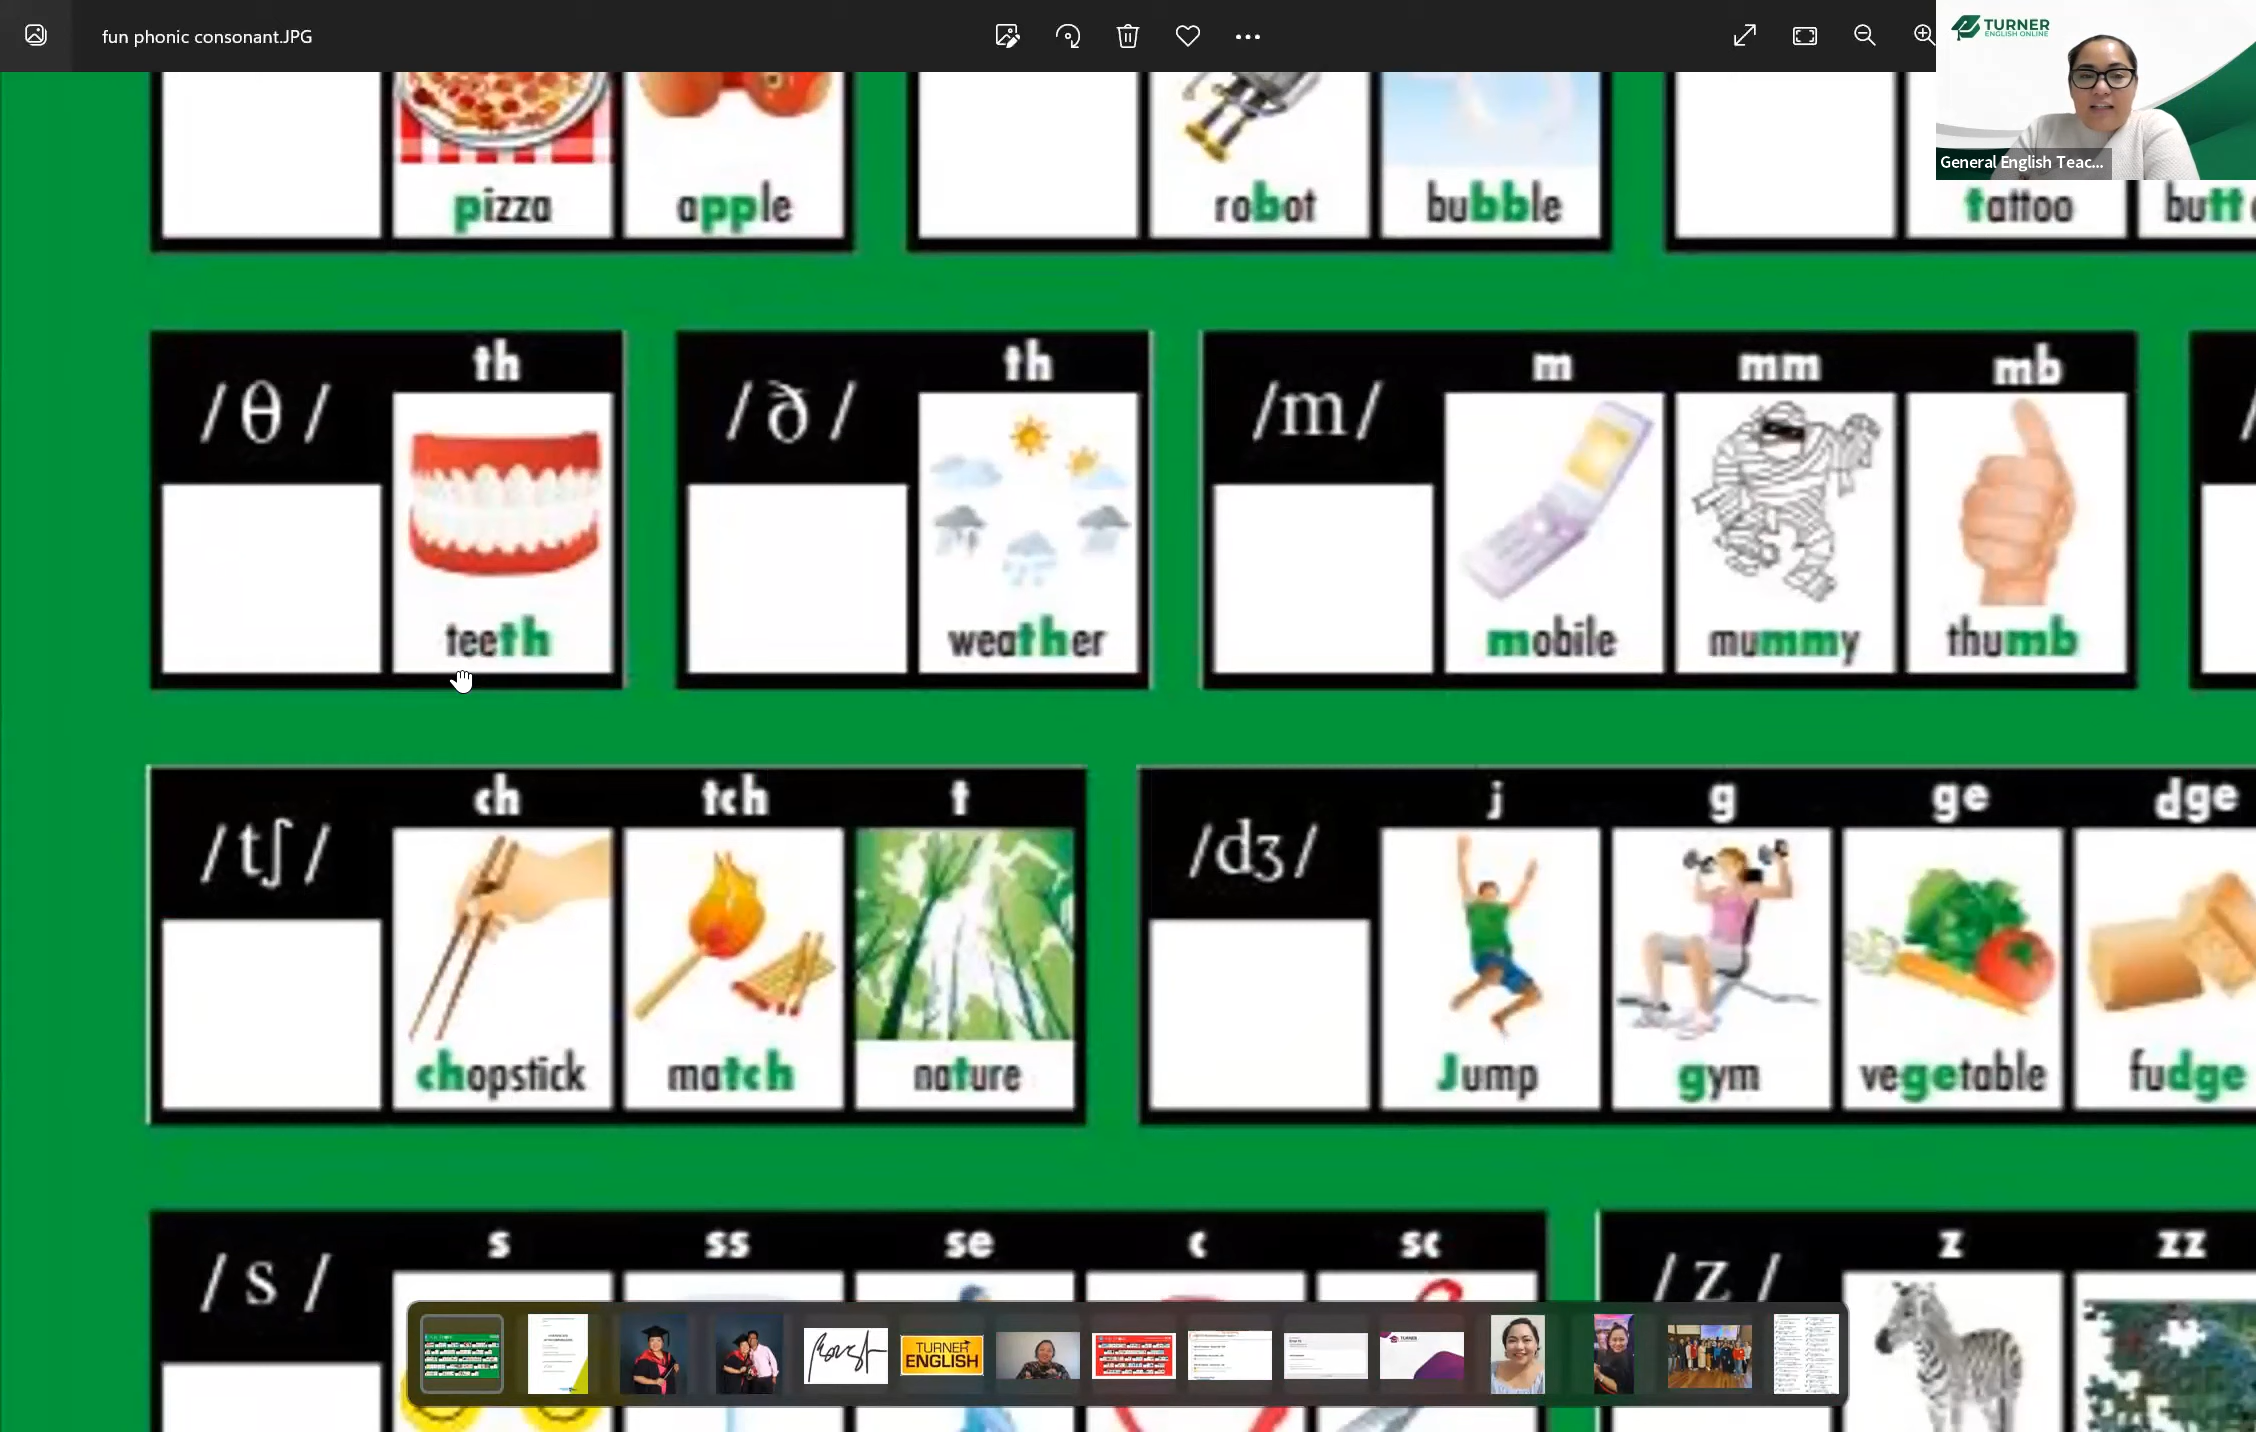 fun phonic consonant.JPG
TURNER
ENGLISH ONLINE
General English Teac...
pizza
apple
robot
bubble
tattoo
/θ/
th
teeth
/ð/
th
weather
/m/
m
mm
mb
mobile
mummy
thumb
/tʃ/
ch
tch
t
chopstick
match
nature
/dʒ/
j
g
ge
dge
Jump
gym
vegetable
fudge
/s/
s
ss
se
c
sc
/z/
z
zz
TURNER
ENGLISH